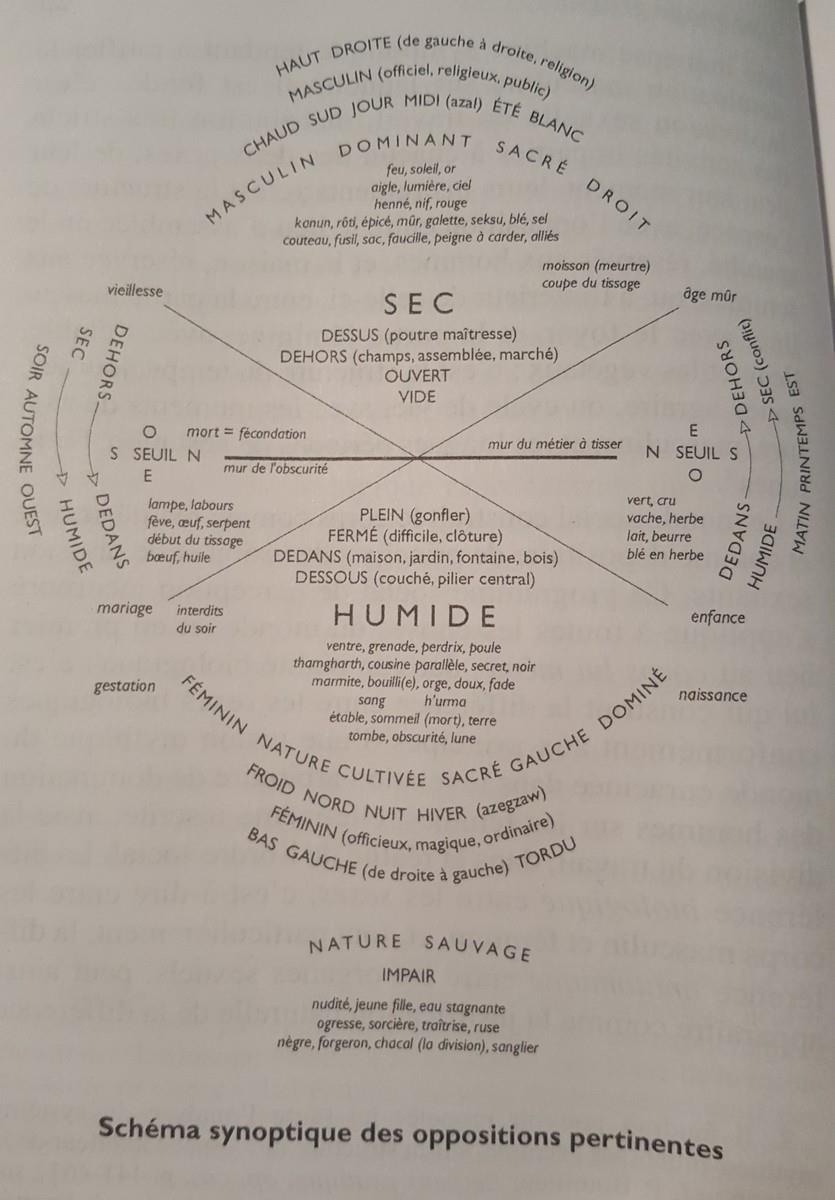 HAUT DROITE (de gauche à droite, religion)
MASCULIN (officiel, religieux, public)
CHAUD SUD JOUR MIDI (azal) ÉTÉ BLANC
MASCULIN DOMINANT SACRÉ DROIT
feu, soleil, or
aigle, lumière, ciel
henné, nif, rouge
kanun, rôti, épicé, mûr, galette, seksu, blé, sel
couteau, fusil, sac, faucille, peigne à carder, alliés
moisson (meurtre)
coupe du tissage
vieillesse
âge mûr
SEC
DESSUS (poutre maîtresse)
DEHORS (champs, assemblée, marché)
OUVERT
VIDE
SOIR AUTOMNE OUEST
SEC → HUMIDE
DEHORS → DEDANS
O
S SEUIL N
E
mort = fécondation
mur de l'obscurité
mur du métier à tisser
E
N SEUIL S
O
DEDANS → DEHORS
HUMIDE → SEC (conflit)
MATIN PRINTEMPS EST
lampe, labours
fève, œuf, serpent
début du tissage
bœuf, huile
vert, cru
vache, herbe
lait, beurre
blé en herbe
PLEIN (gonfler)
FERMÉ (difficile, clôture)
DEDANS (maison, jardin, fontaine, bois)
DESSOUS (couché, pilier central)
HUMIDE
mariage
interdits
du soir
enfance
ventre, grenade, perdrix, poule
thamgharth, cousine parallèle, secret, noir
marmite, bouilli(e), orge, doux, fade
sang h'urma
étable, sommeil (mort), terre
tombe, obscurité, lune
gestation
naissance
FÉMININ NATURE CULTIVÉE SACRÉ GAUCHE DOMINÉ
FROID NORD NUIT HIVER (azegzaw)
FÉMININ (officieux, magique, ordinaire)
BAS GAUCHE (de droite à gauche) TORDU
NATURE SAUVAGE
IMPAIR
nudité, jeune fille, eau stagnante
ogresse, sorcière, traîtrise, ruse
nègre, forgeron, chacal (la division), sanglier
Schéma synoptique des oppositions pertinentes